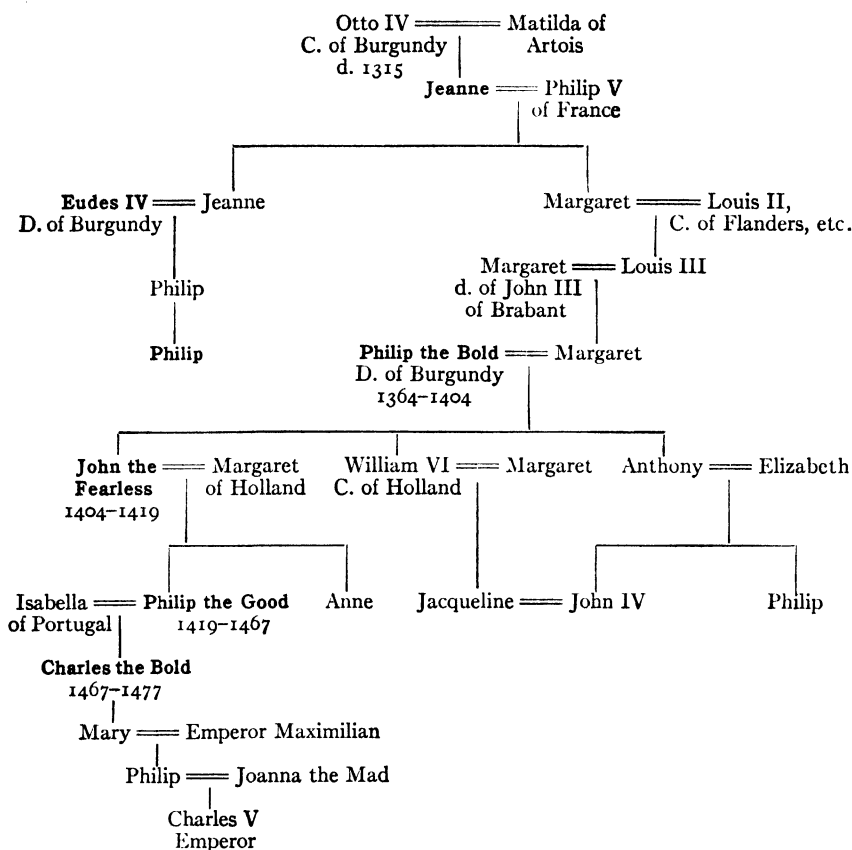 Otto IV Matilda of
C. of Burgundy Artois
d. 1315
Jeanne Philip V
of France
Eudes IV Jeanne Margaret Louis II,
D. of Burgundy C. of Flanders, etc.
Margaret Louis III
Philip d. of John III
of Brabant
Philip Philip the Bold Margaret
D. of Burgundy
1364–1404
John the Margaret William VI Margaret Anthony Elizabeth
Fearless of Holland C. of Holland
1404–1419
Isabella Philip the Good Anne Jacqueline John IV Philip
of Portugal 1419–1467
Charles the Bold
1467–1477
Mary Emperor Maximilian
Philip Joanna the Mad
Charles V
Emperor